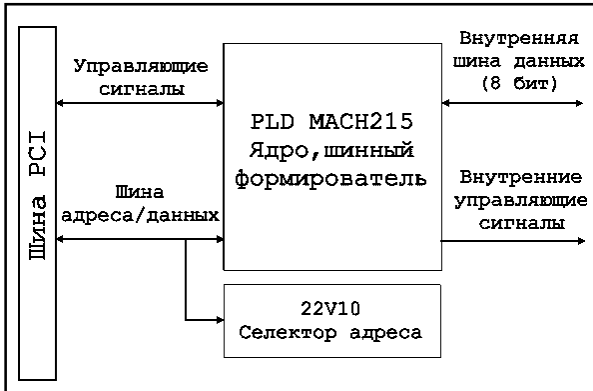 Шина PCI
Управляющие
сигналы
Шина
адреса/данных
PLD MACH215
Ядро,шинный
формирователь
22V10
Селектор адреса
Внутренняя
шина данных
(8 бит)
Внутренние
управляющие
сигналы